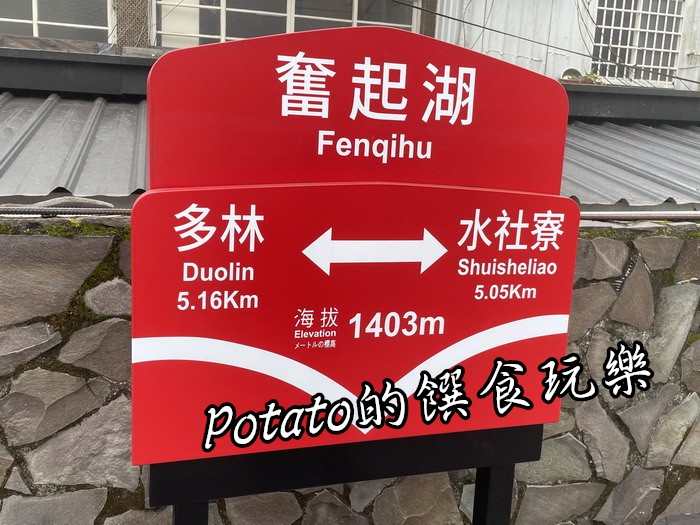 奮起湖
Fenqihu
多林
Duolin
5.16Km
水社寮
Shuisheliao
5.05Km
海拔
Elevation
メートルの標高
1403m
Potato的饌食玩樂